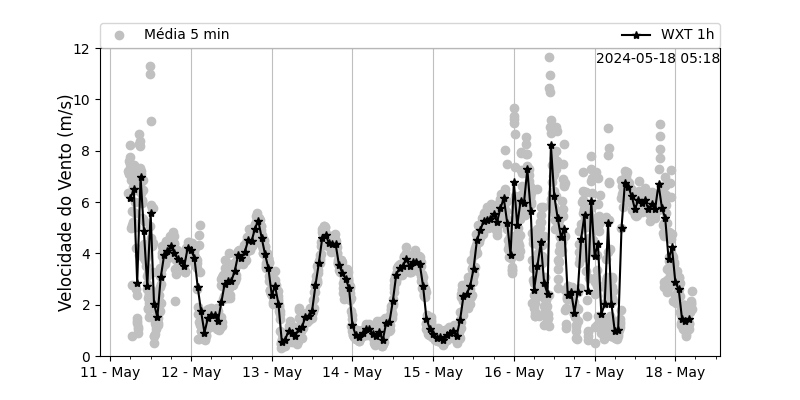 Média 5 min WXT 1h
2024-05-18 05:18
Velocidade do Vento (m/s)
12
10
8
6
4
2
0
11 - May 12 - May 13 - May 14 - May 15 - May 16 - May 17 - May 18 - May